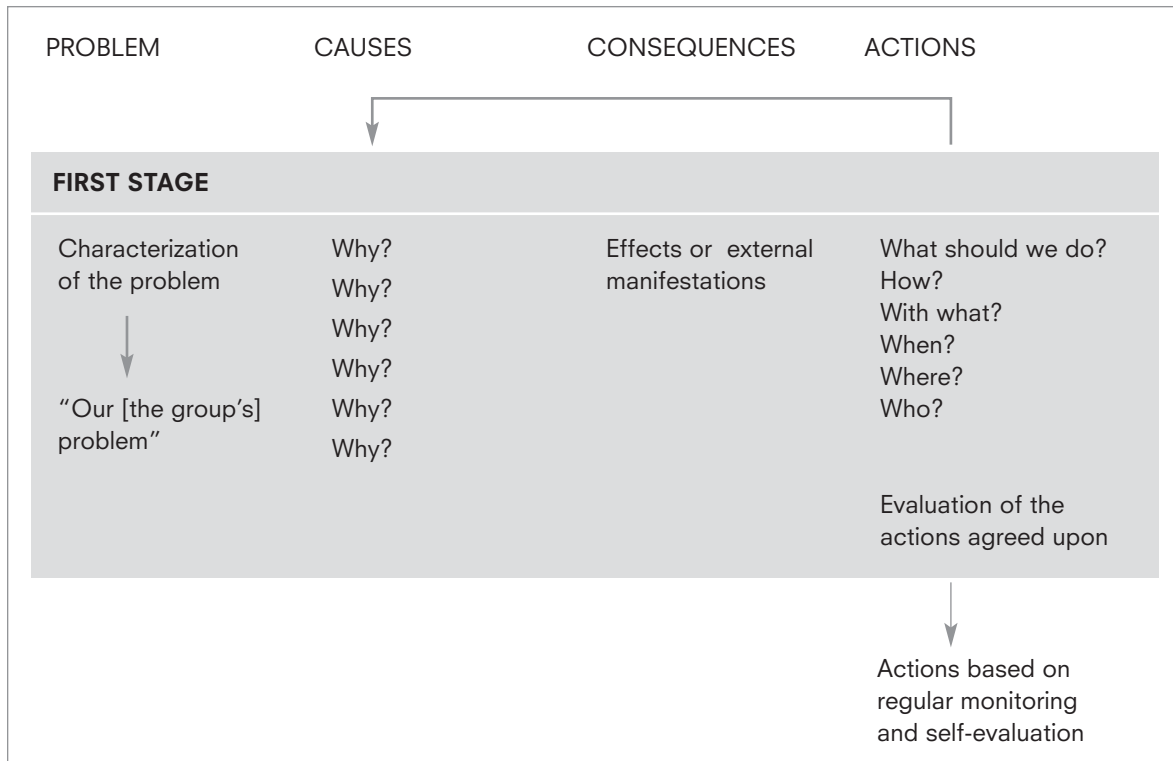 PROBLEM CAUSES CONSEQUENCES ACTIONS
FIRST STAGE
Characterization
of the problem
“Our [the group’s]
problem”
Why?
Why?
Why?
Why?
Why?
Why?
Effects or external
manifestations
What should we do?
How?
With what?
When?
Where?
Who?
Evaluation of the
actions agreed upon
Actions based on
regular monitoring
and self-evaluation